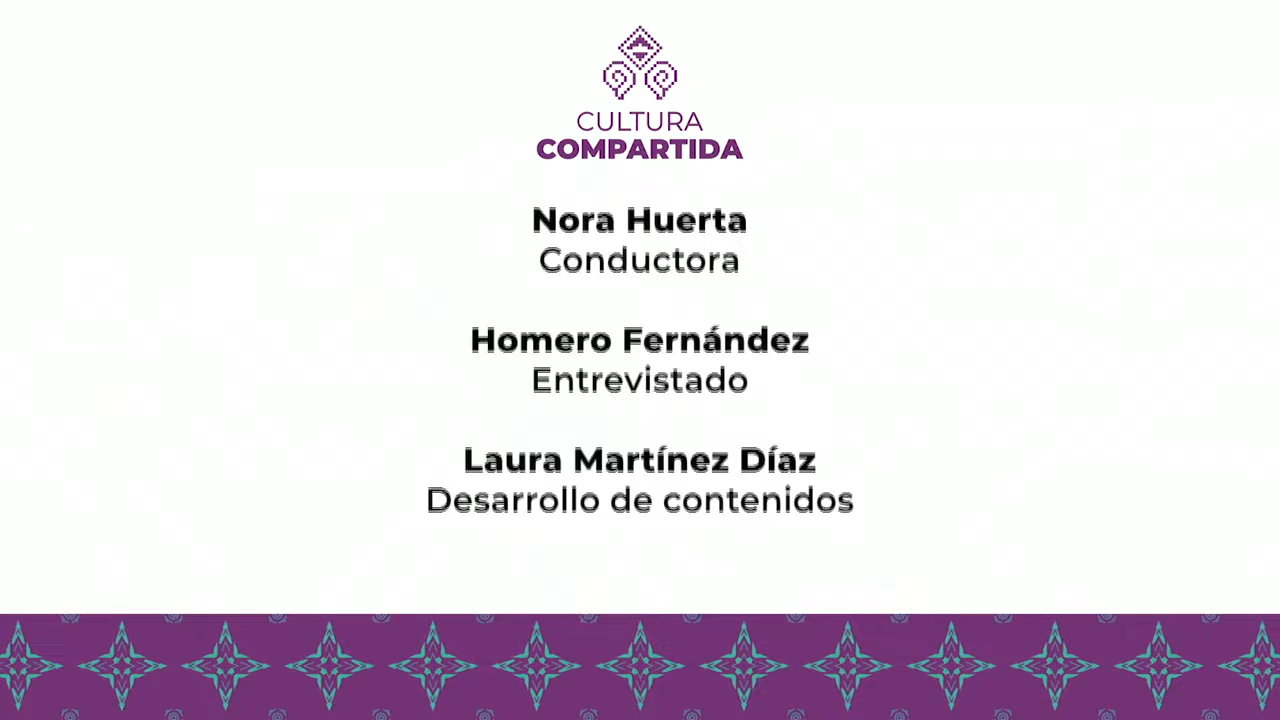 CULTURA
COMPARTIDA
Nora Huerta
Conductora
Homero Fernández
Entrevistado
Laura Martínez Díaz
Desarrollo de contenidos